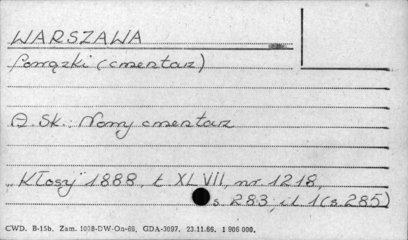 WARSZAWA
Powązki (cmentarz)
A. Sk.: Nowy cmentarz
„Kłosy" 1888, t. XLVII, nr. 1218,
s. 283, il. 1 (s. 285)
CWD. B-15b. Zam. 1038-DW-On-66. GDA-3097. 23.11.66. 1 906 000.